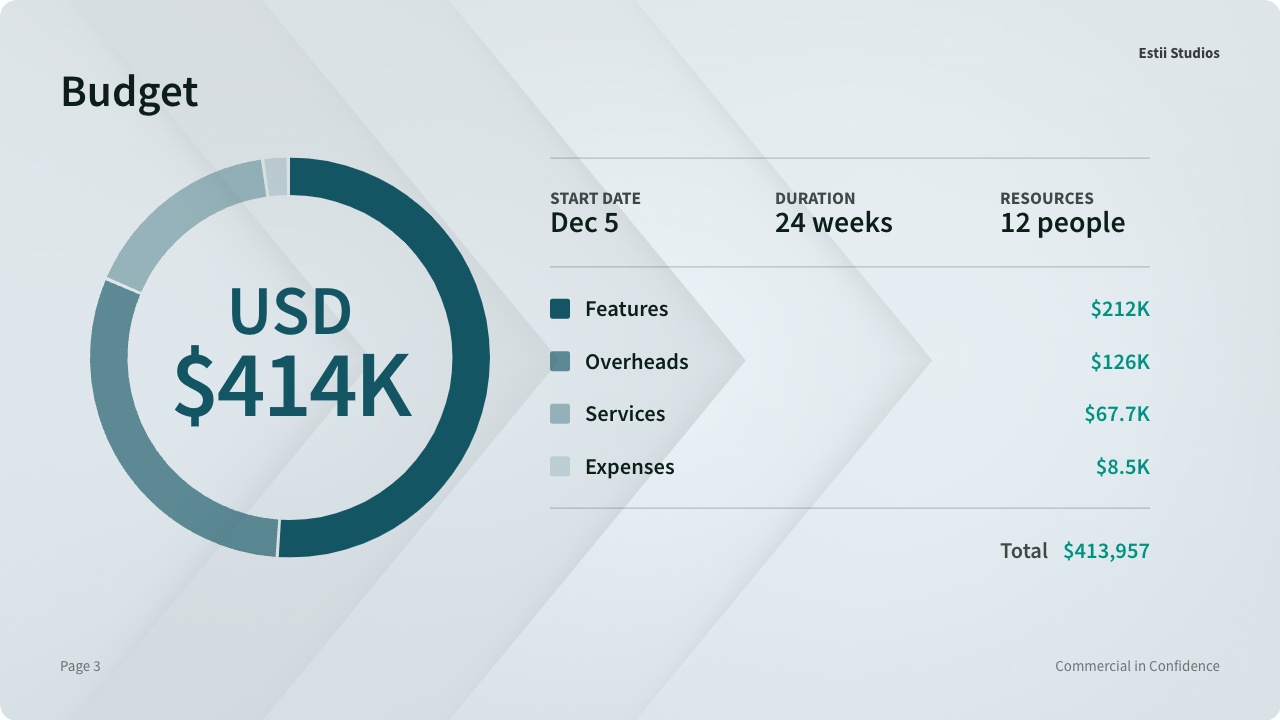 Estii Studios
Budget
USD
$414K
START DATE
Dec 5
DURATION
24 weeks
RESOURCES
12 people
Features $212K
Overheads $126K
Services $67.7K
Expenses $8.5K
Total $413,957
Page 3
Commercial in Confidence